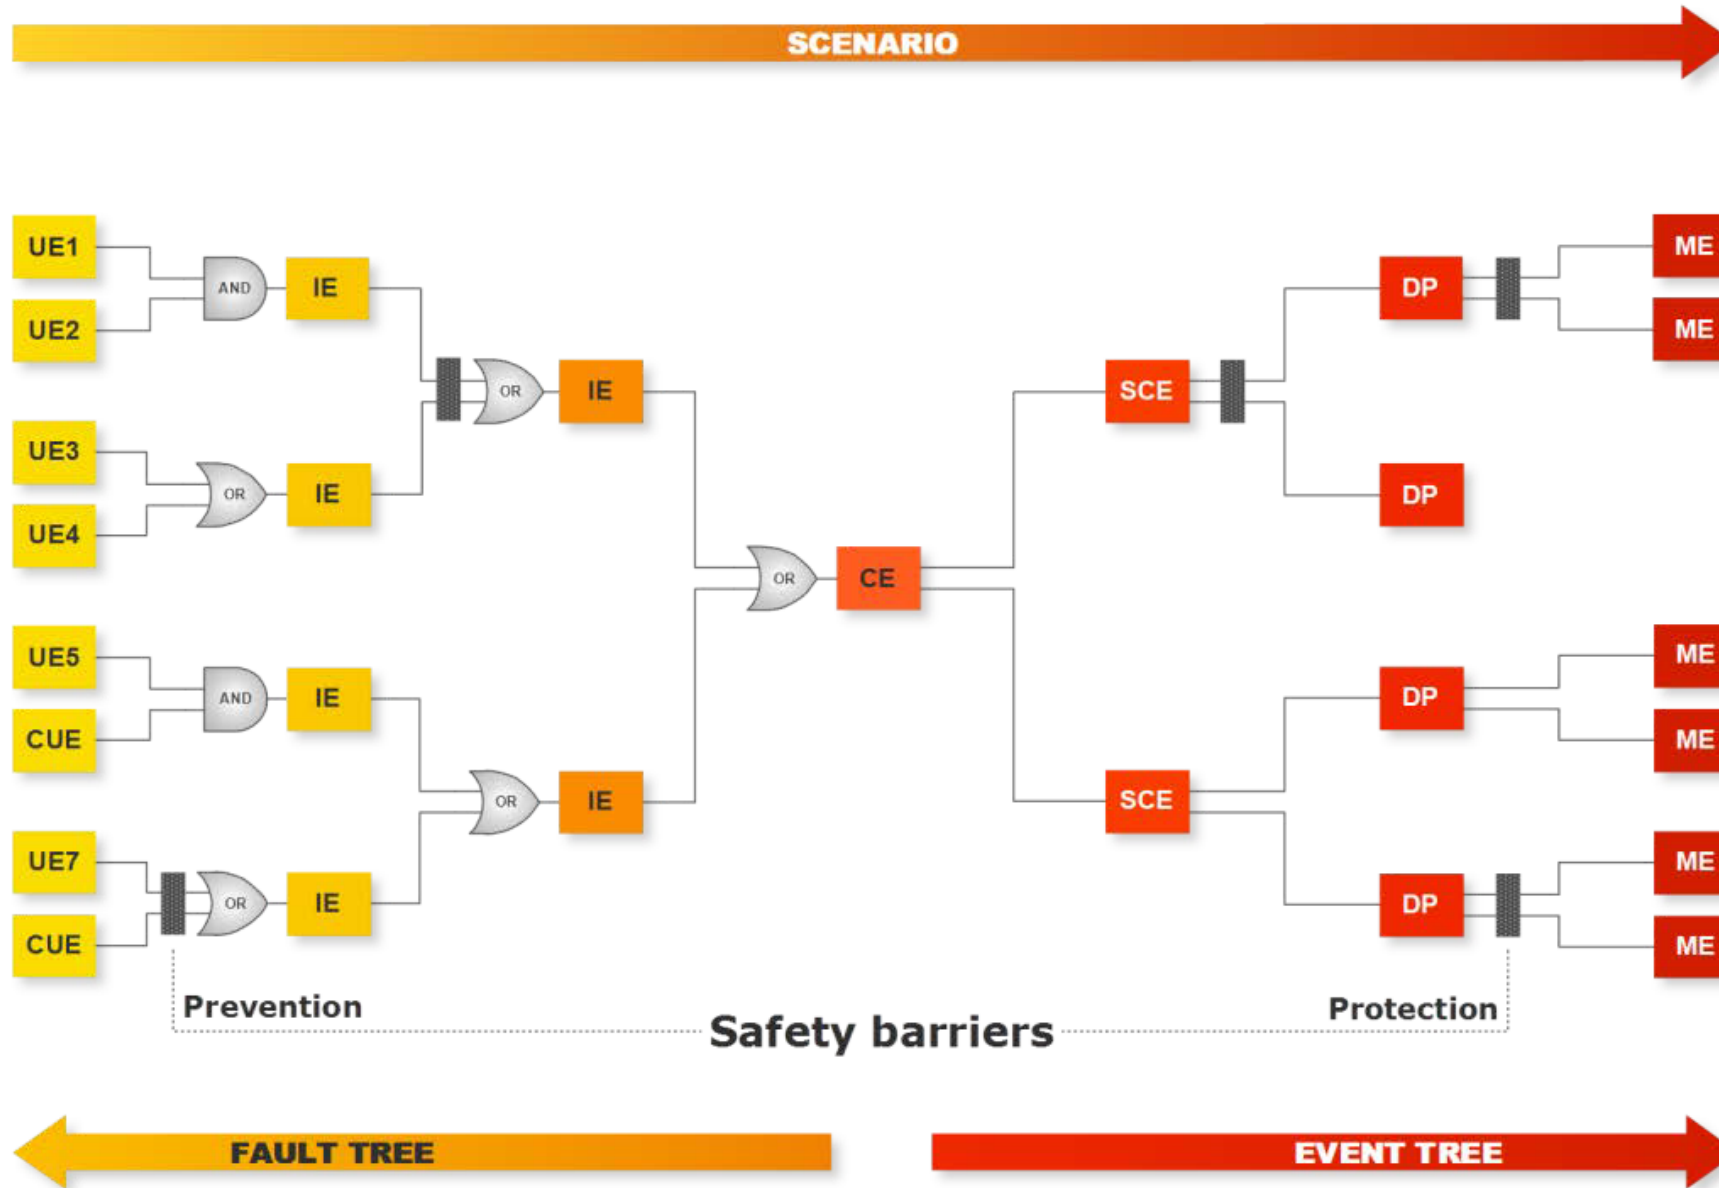 SCENARIO
UE1
AND
IE
DP
ME
UE2
ME
OR
IE
SCE
UE3
OR
IE
DP
UE4
OR
CE
UE5
AND
IE
DP
ME
CUE
ME
OR
IE
SCE
UE7
OR
IE
DP
ME
CUE
ME
Prevention
Protection
Safety barriers
FAULT TREE
EVENT TREE